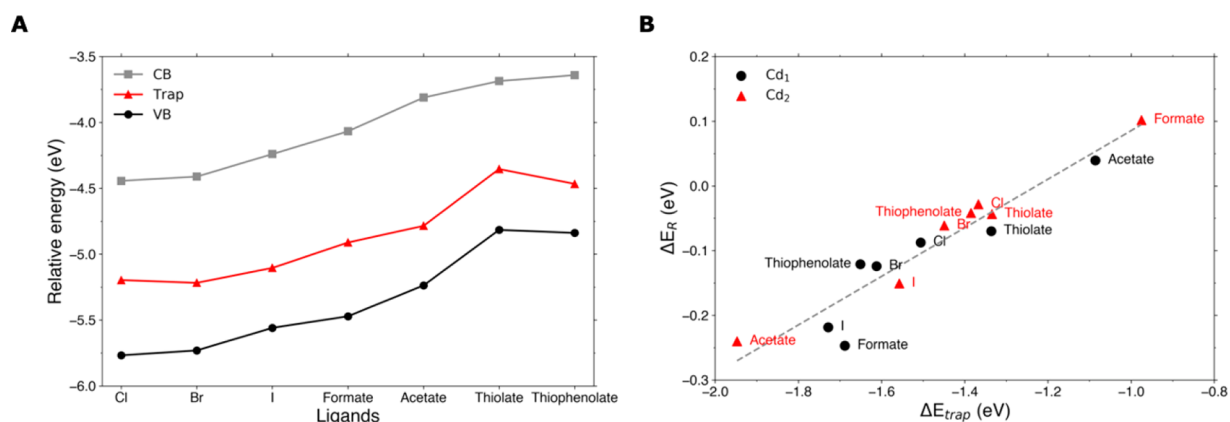 A
Relative energy (eV)
−3.5
−4.0
−4.5
−5.0
−5.5
−6.0
CB
Trap
VB
Cl
Br
I
Formate
Acetate
Thiolate
Thiophenolate
Ligands
B
ΔE_R (eV)
0.2
0.1
0.0
−0.1
−0.2
−0.3
Cd₁
Cd₂
Formate
Acetate
Cl
Thiophenolate
Thiolate
Br
Thiolate
Cl
Thiophenolate
Br
I
I
Acetate
Formate
−2.0
−1.8
−1.6
−1.4
−1.2
−1.0
−0.8
ΔE_trap (eV)